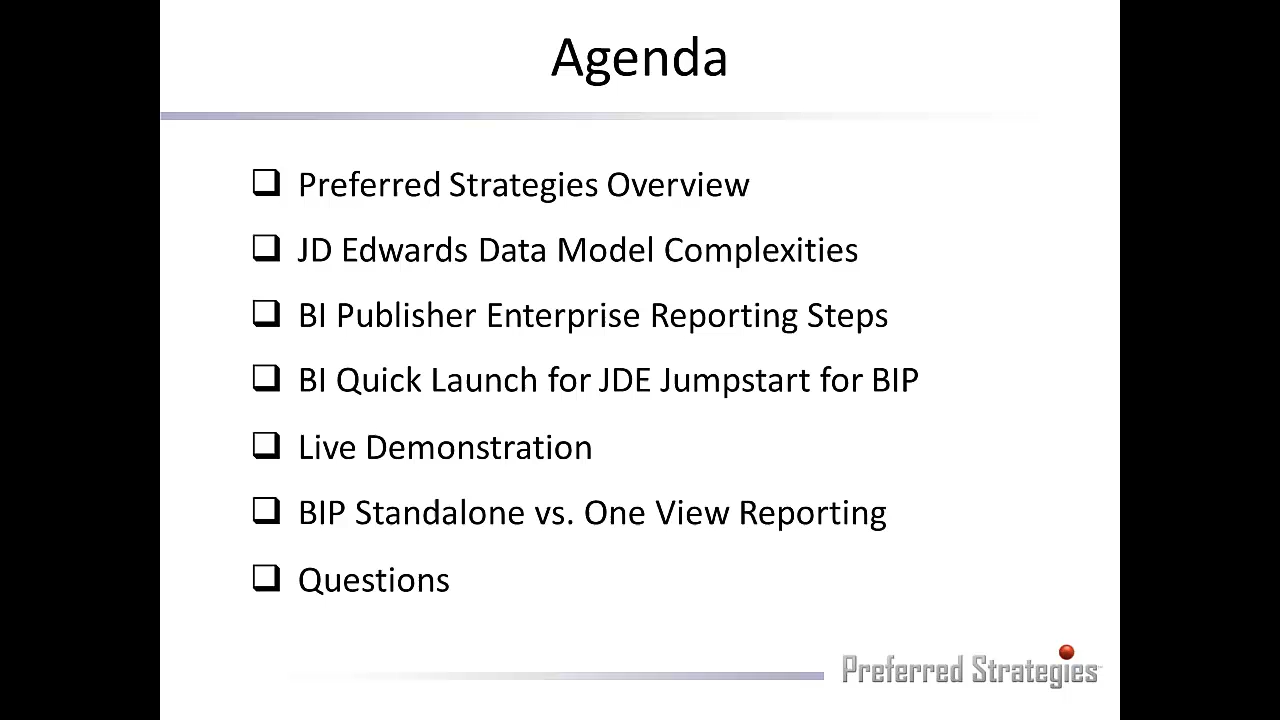 Agenda
Preferred Strategies Overview
JD Edwards Data Model Complexities
BI Publisher Enterprise Reporting Steps
BI Quick Launch for JDE Jumpstart for BIP
Live Demonstration
BIP Standalone vs. One View Reporting
Questions
Preferred Strategies